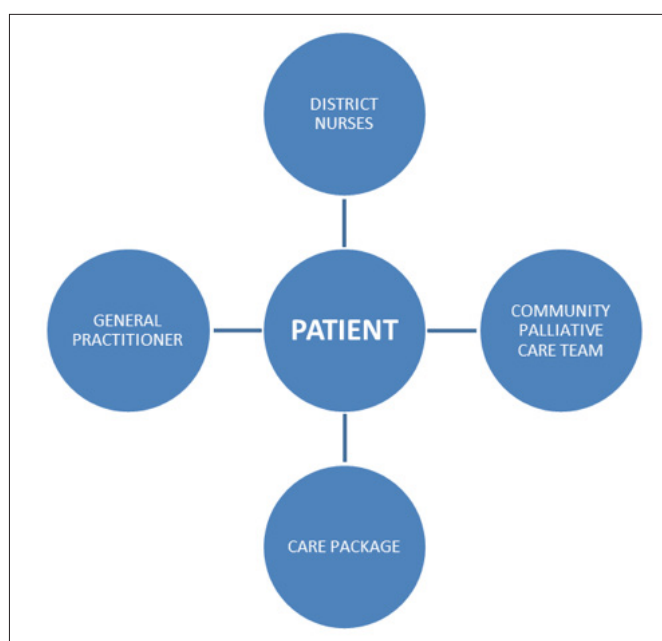 DISTRICT
NURSES
GENERAL
PRACTITIONER
PATIENT
COMMUNITY
PALLIATIVE
CARE TEAM
CARE PACKAGE